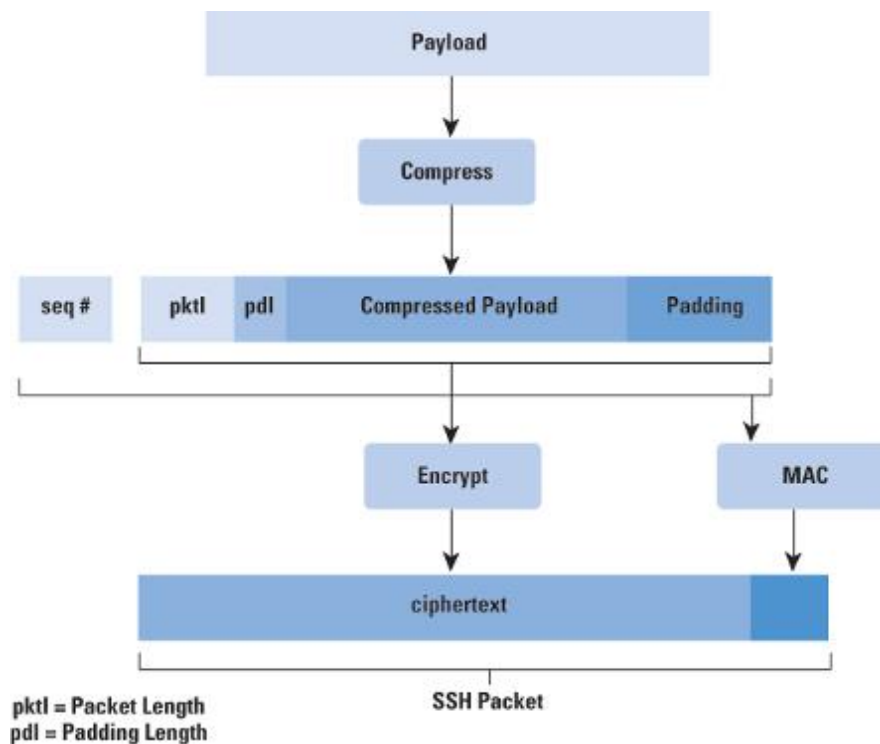 Payload
Compress
seq #
pktl
pdl
Compressed Payload
Padding
Encrypt
MAC
ciphertext
SSH Packet
pktl = Packet Length
pdl = Padding Length